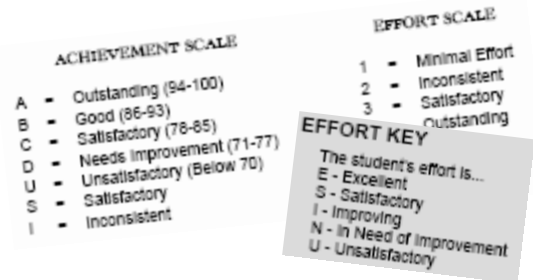 ACHIEVEMENT SCALE
A - Outstanding (94-100)
B - Good (86-93)
C - Satisfactory (78-85)
D - Needs Improvement (71-77)
U - Unsatisfactory (Below 70)
S - Satisfactory
I - Inconsistent
EFFORT SCALE
1 - Minimal Effort
2 - Inconsistent
3 - Satisfactory
Outstanding
EFFORT KEY
The student's effort is...
E - Excellent
S - Satisfactory
I - Improving
N - In Need of Improvement
U - Unsatisfactory